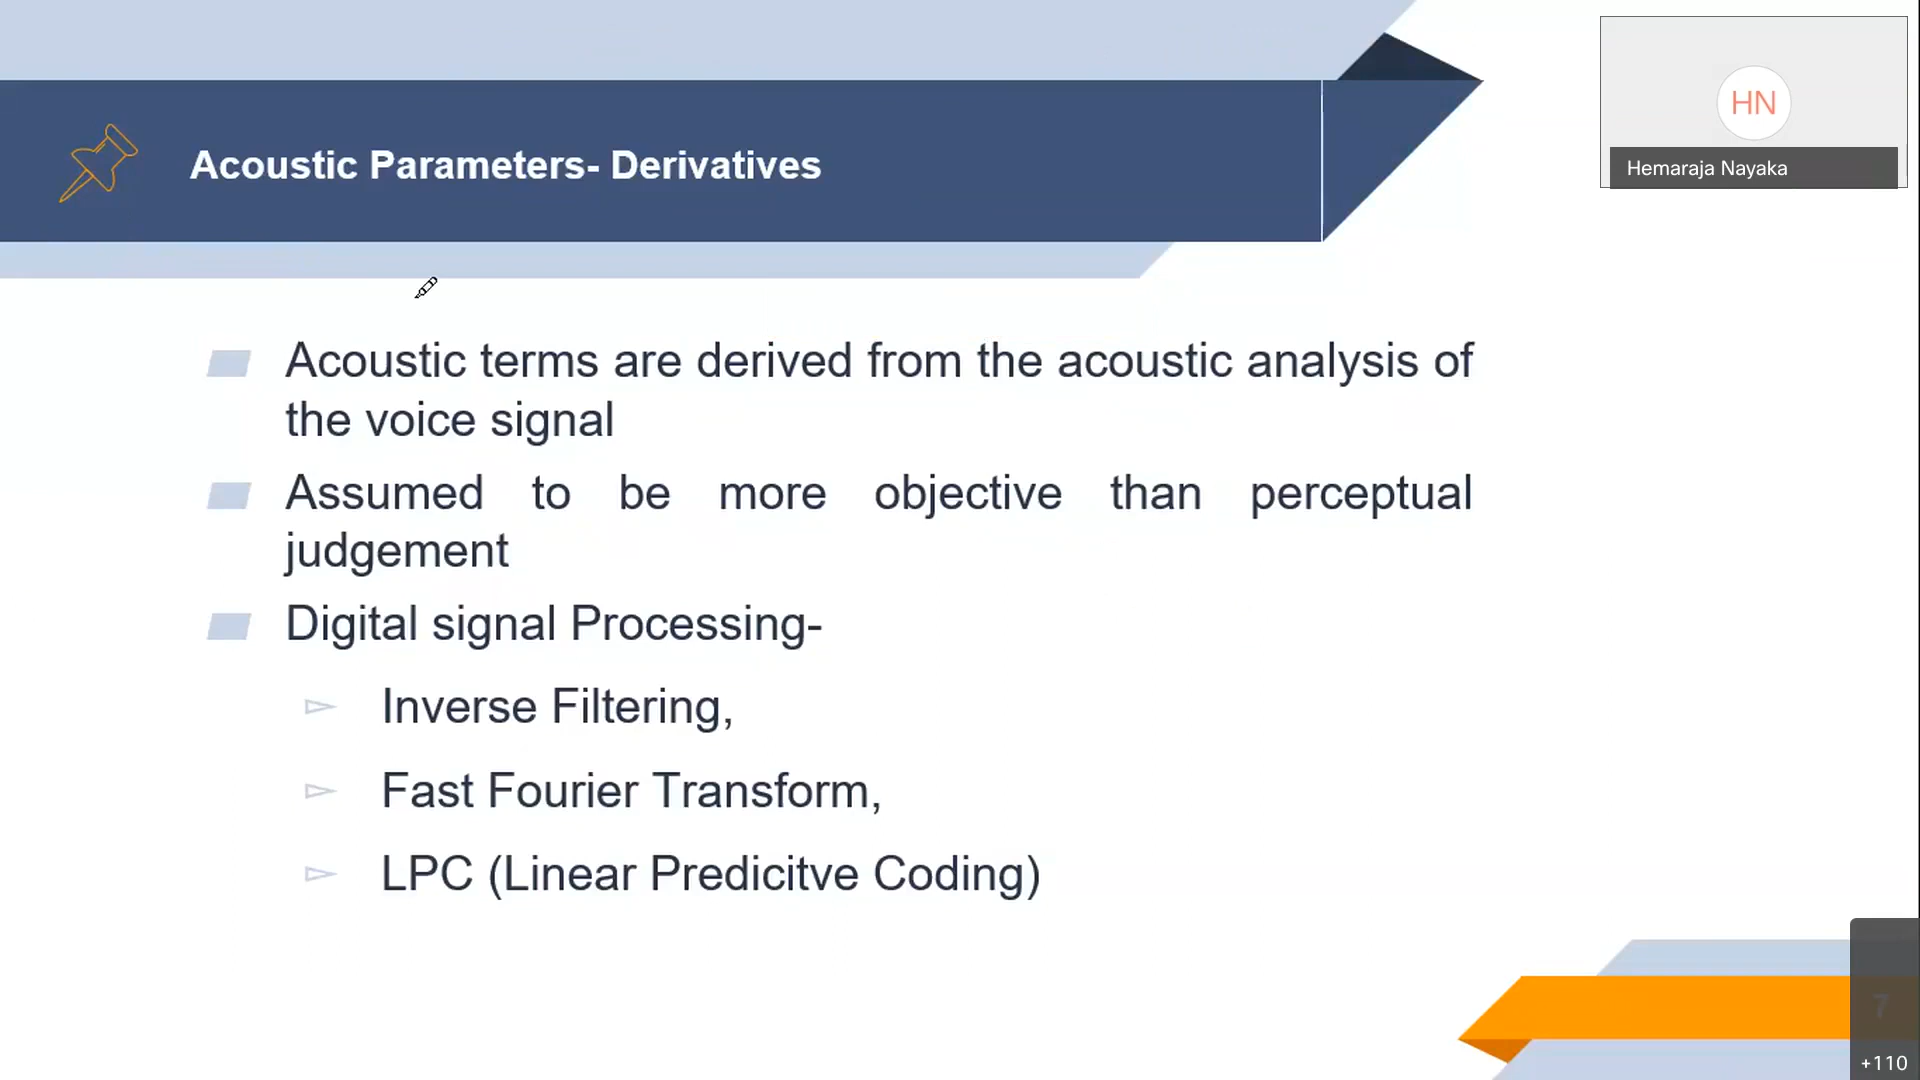 Acoustic Parameters- Derivatives
HN
Hemaraja Nayaka
Acoustic terms are derived from the acoustic analysis of
the voice signal
Assumed to be more objective than perceptual
judgement
Digital signal Processing-
Inverse Filtering,
Fast Fourier Transform,
LPC (Linear Predicitve Coding)
7
+110